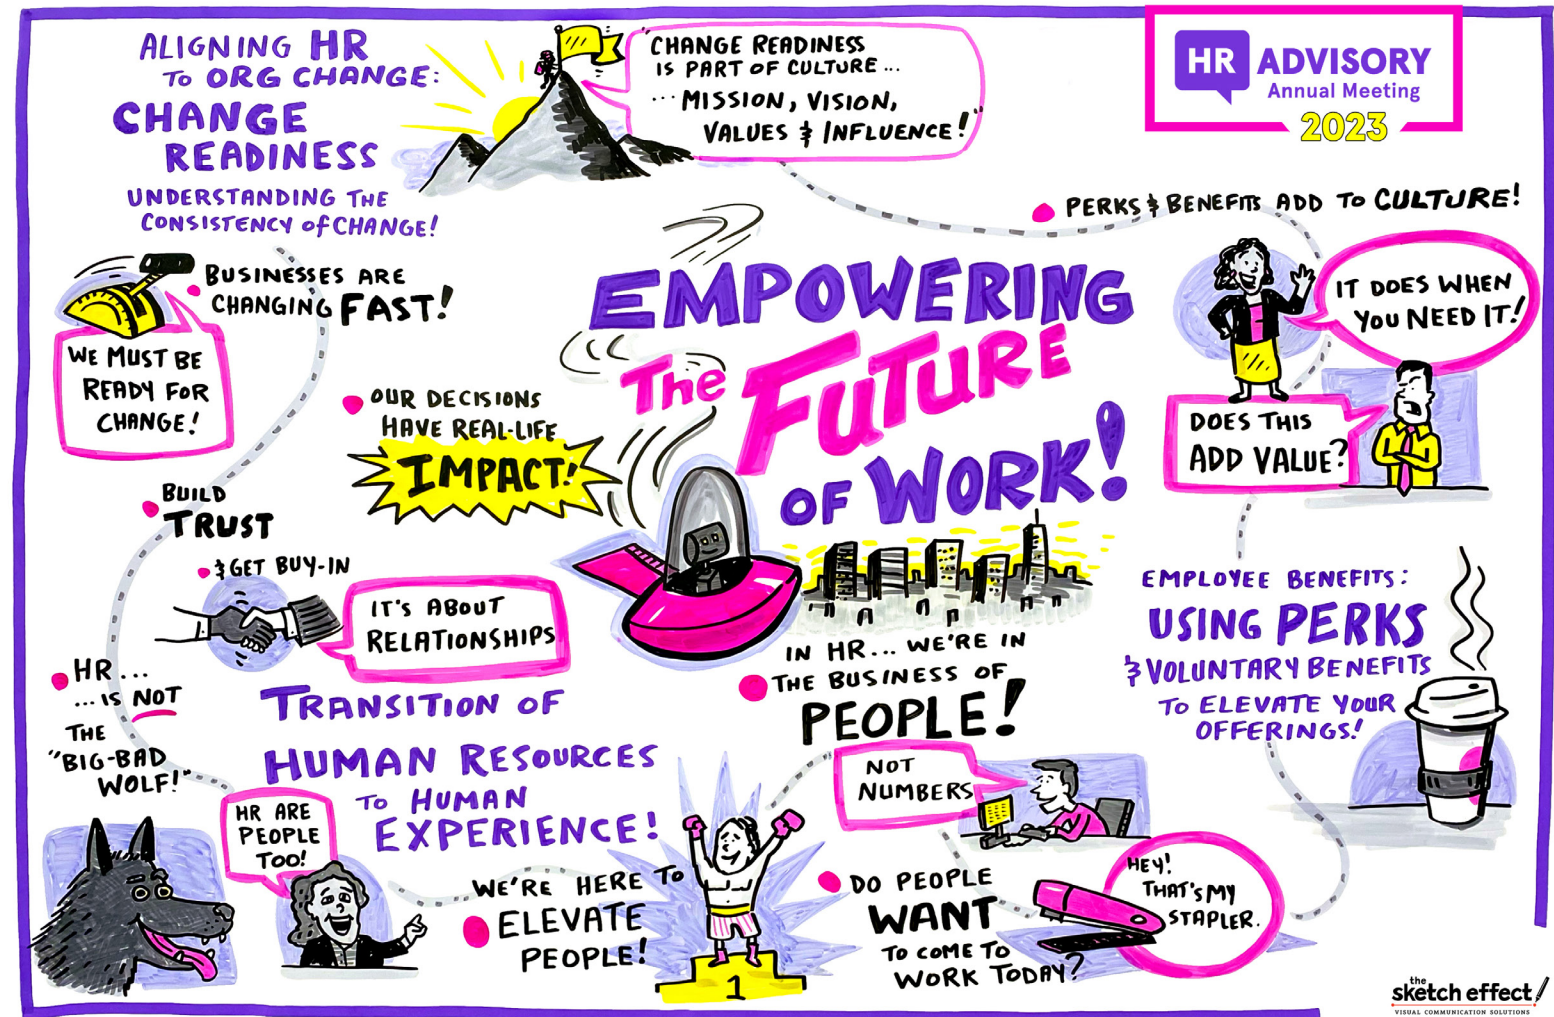 ALIGNING HR
TO ORG CHANGE:
CHANGE
READINESS
UNDERSTANDING THE
CONSISTENCY of CHANGE!
"CHANGE READINESS
IS PART OF CULTURE...
...MISSION, VISION,
VALUES & INFLUENCE!"
HR ADVISORY
Annual Meeting
2023
BUSINESSES ARE
CHANGING FAST!
WE MUST BE
READY FOR
CHANGE!
OUR DECISIONS
HAVE REAL-LIFE
IMPACT!
BUILD
TRUST
& GET BUY-IN
IT'S ABOUT
RELATIONSHIPS
HR...
...IS NOT
THE
"BIG-BAD
WOLF!"
HR ARE
PEOPLE
TOO!
EMPOWERING
THE FUTURE
OF WORK!
IN HR... WE'RE IN
THE BUSINESS OF
PEOPLE!
TRANSITION OF
HUMAN RESOURCES
TO HUMAN
EXPERIENCE!
WE'RE HERE TO
ELEVATE
PEOPLE!
1
NOT
NUMBERS
DO PEOPLE
WANT
TO COME TO
WORK TODAY?
HEY!
THAT'S MY
STAPLER.
PERKS & BENEFITS ADD TO CULTURE!
IT DOES WHEN
YOU NEED IT!
DOES THIS
ADD VALUE?
EMPLOYEE BENEFITS:
USING PERKS
& VOLUNTARY BENEFITS
TO ELEVATE YOUR
OFFERINGS!
the
sketch effect
VISUAL COMMUNICATION SOLUTIONS